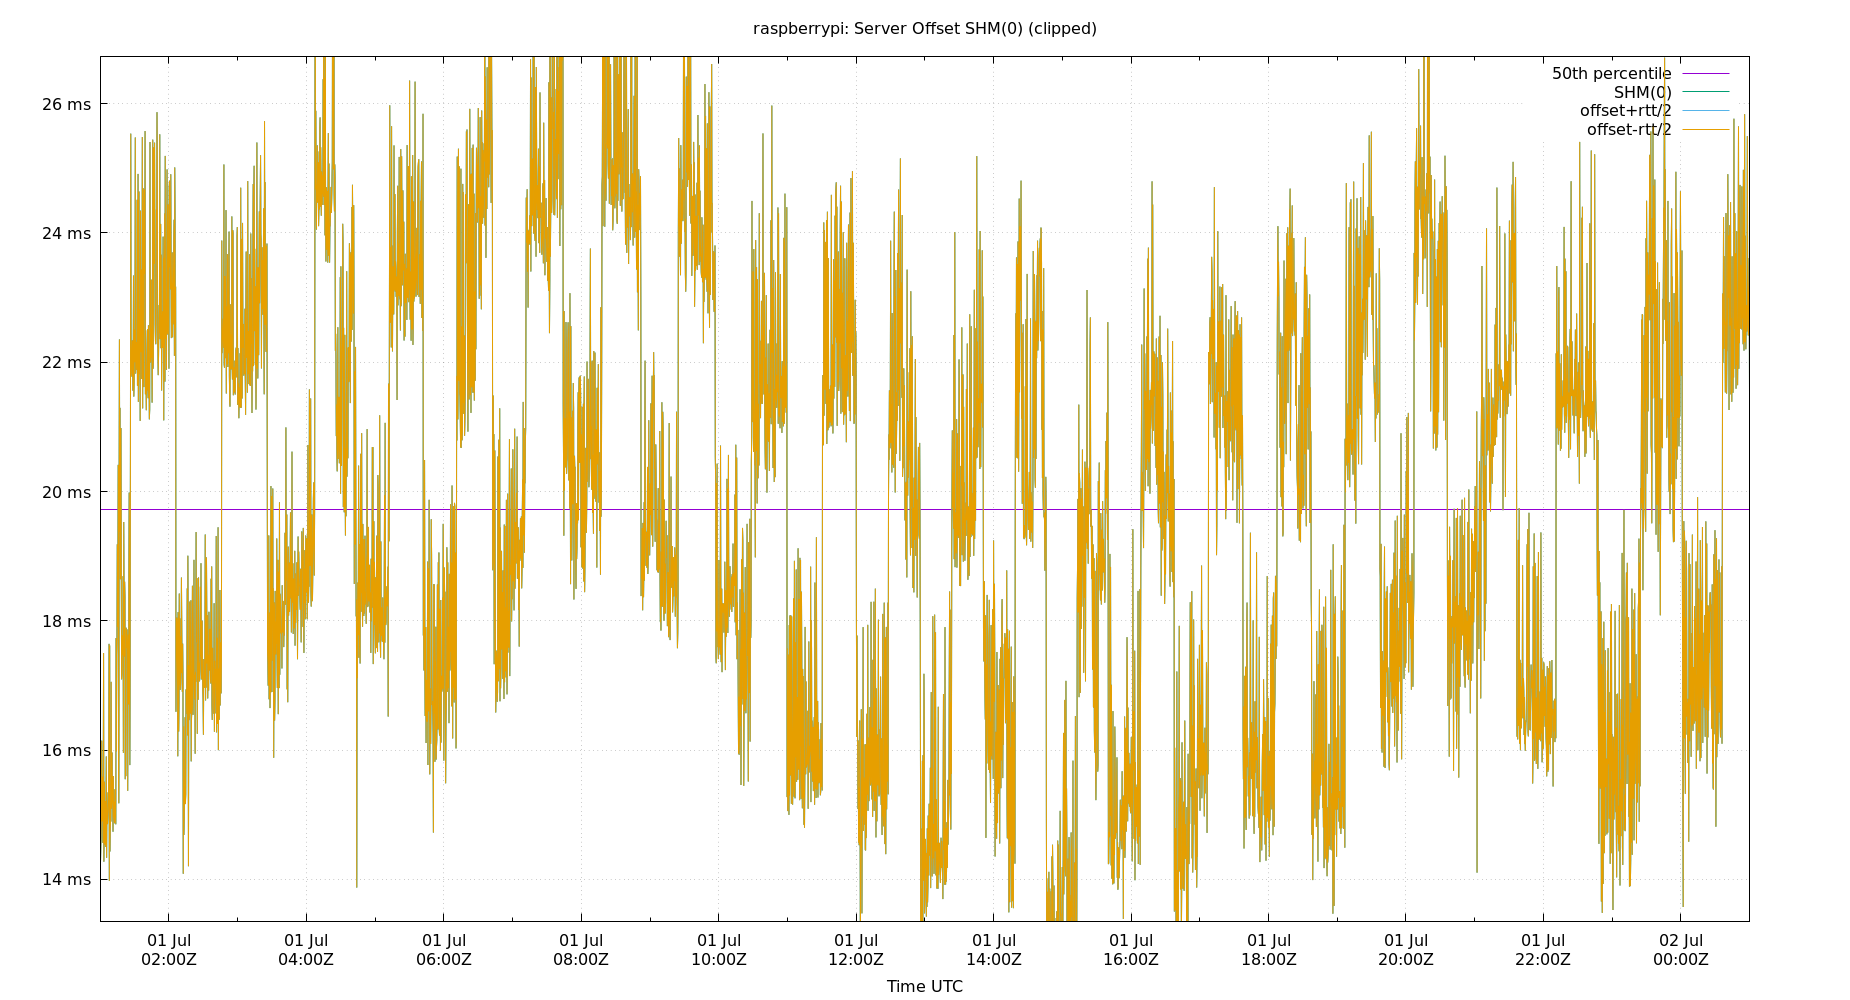 raspberrypi: Server Offset SHM(0) (clipped)
50th percentile
SHM(0)
offset+rtt/2
offset-rtt/2
26 ms
24 ms
22 ms
20 ms
18 ms
16 ms
14 ms
01 Jul 01 Jul 01 Jul 01 Jul 01 Jul 01 Jul 01 Jul 01 Jul 01 Jul 01 Jul 01 Jul 02 Jul
02:00Z 04:00Z 06:00Z 08:00Z 10:00Z 12:00Z 14:00Z 16:00Z 18:00Z 20:00Z 22:00Z 00:00Z
Time UTC